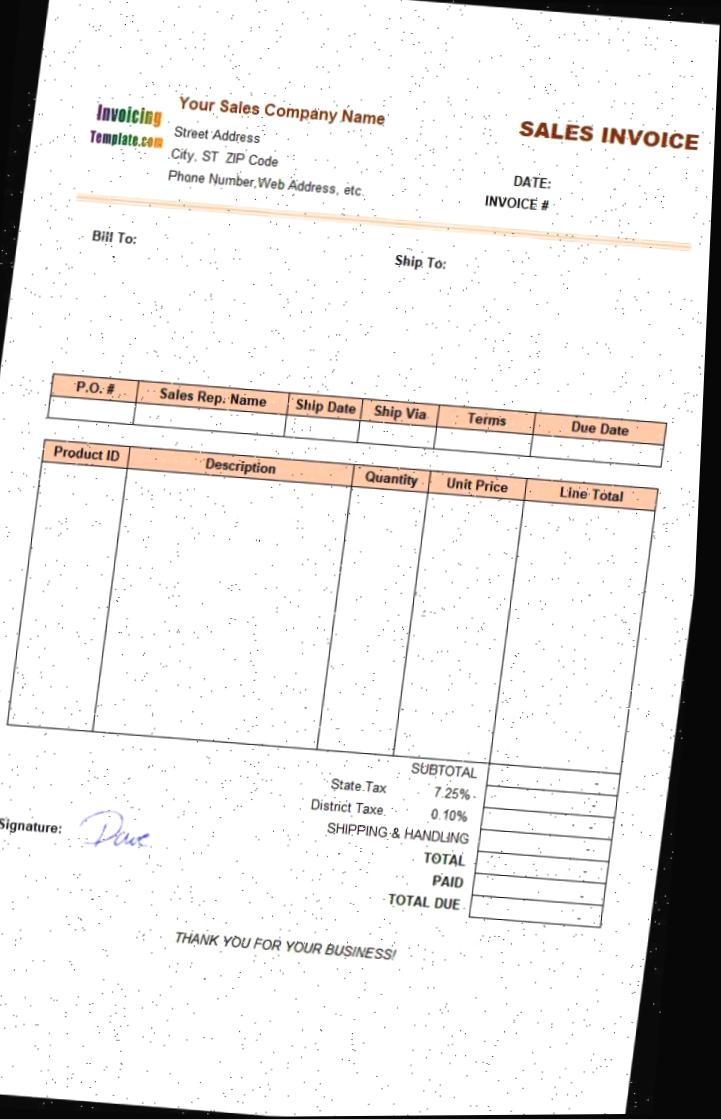 Invoicing
Template.com
Your Sales Company Name
Street Address
City, ST ZIP Code
Phone Number,Web Address, etc.
SALES INVOICE
DATE:
INVOICE #
Bill To:
Ship To:
P.O. # Sales Rep. Name Ship Date Ship Via Terms Due Date
Product ID Description Quantity Unit Price Line Total
SUBTOTAL
State Tax 7.25% -
District Taxe 0.10% -
SHIPPING & HANDLING -
TOTAL -
PAID -
TOTAL DUE -
Signature: Dave
THANK YOU FOR YOUR BUSINESS!